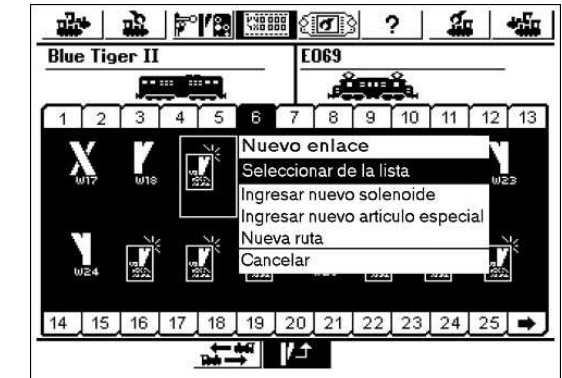 ?
Blue Tiger II E069
1 2 3 4 5 6 7 8 9 10 11 12 13
Nuevo enlace
Seleccionar de la lista
Ingresar nuevo solenoide
Ingresar nuevo articulo especial
Nueva ruta
Cancelar
W17 W18 W23
W24
14 15 16 17 18 19 20 21 22 23 24 25